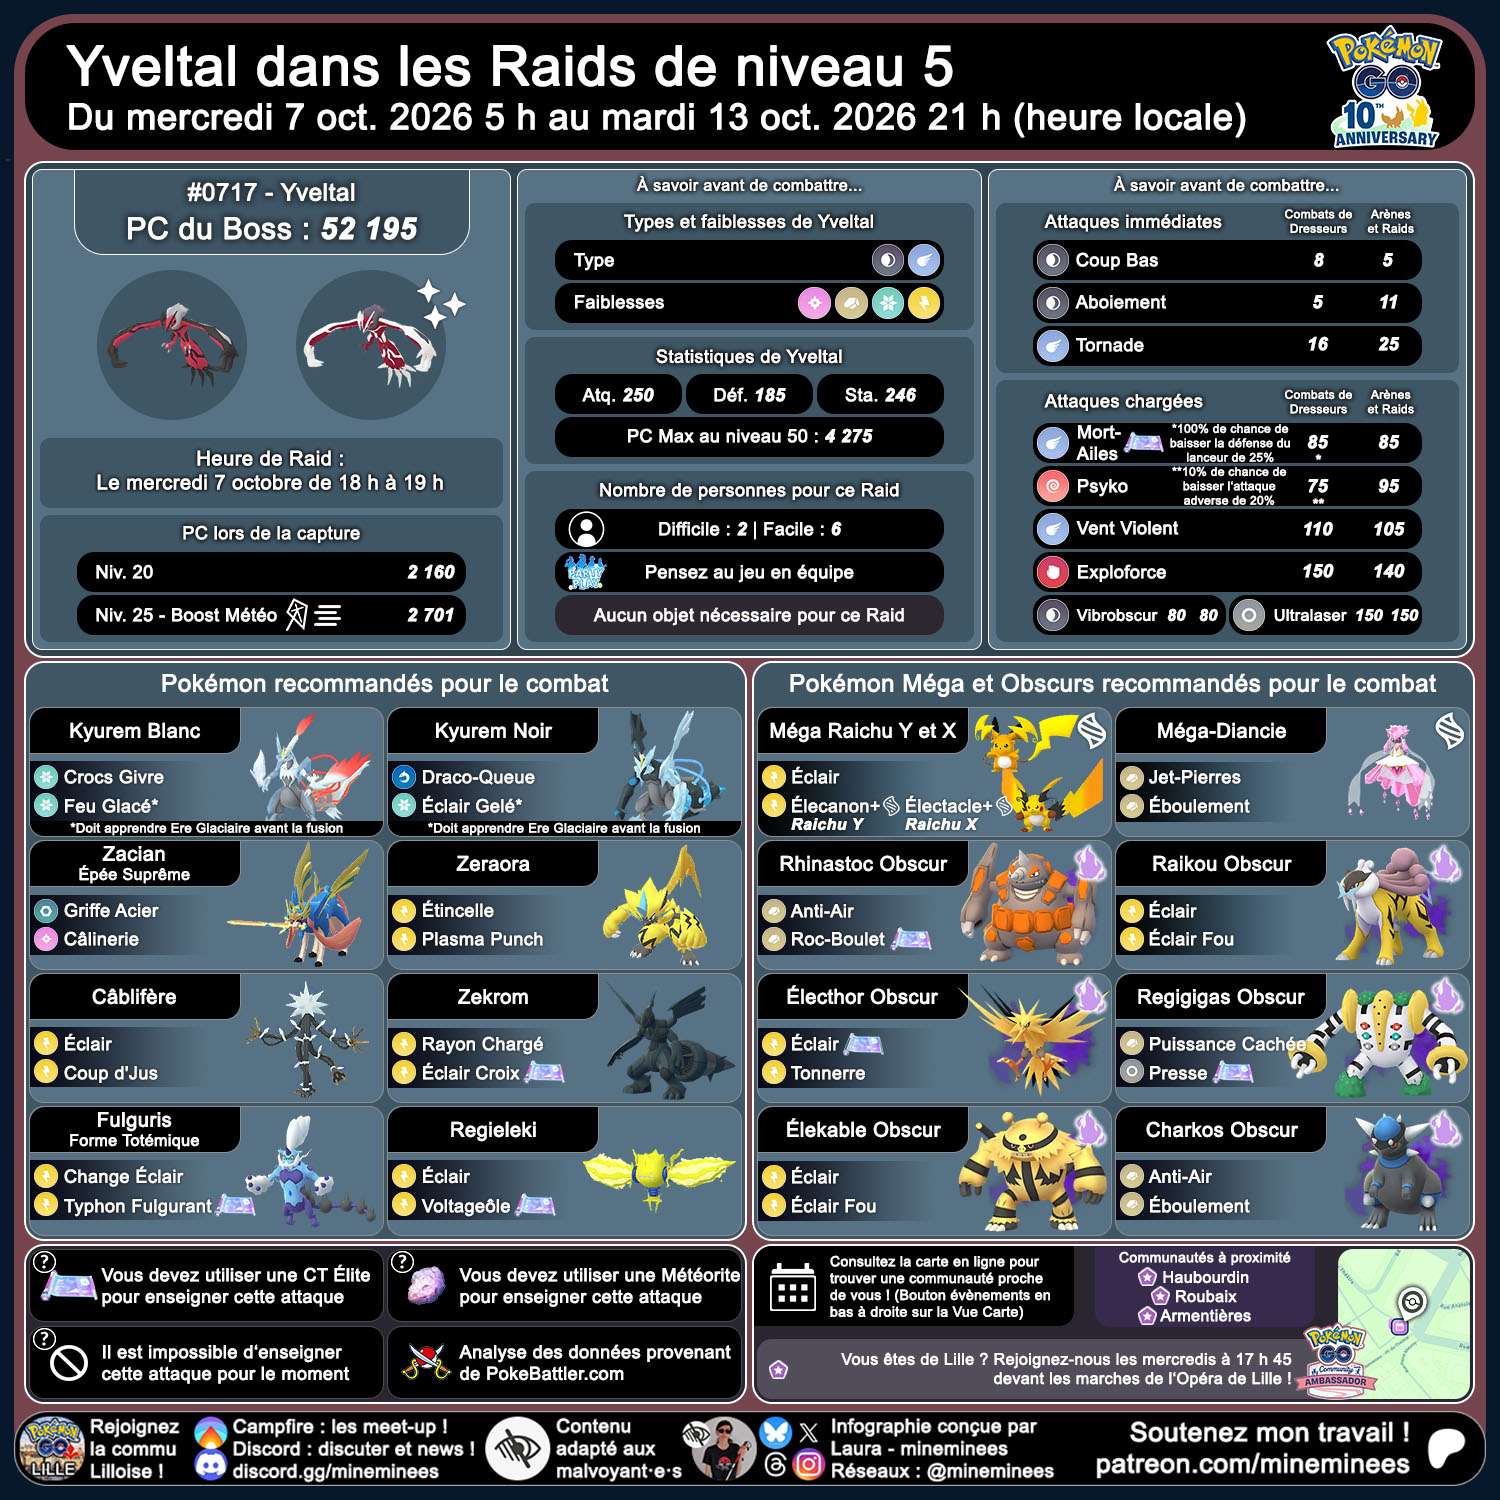 Yveltal dans les Raids de niveau 5
Du mercredi 7 oct. 2026 5 h au mardi 13 oct. 2026 21 h (heure locale)
Pokémon
GO
10TH
ANNIVERSARY
#0717 - Yveltal
PC du Boss : 52 195
Heure de Raid :
Le mercredi 7 octobre de 18 h à 19 h
PC lors de la capture
Niv. 20 2 160
Niv. 25 - Boost Météo 2 701
À savoir avant de combattre...
Types et faiblesses de Yveltal
Type
Faiblesses
Statistiques de Yveltal
Atq. 250 Déf. 185 Sta. 246
PC Max au niveau 50 : 4 275
Nombre de personnes pour ce Raid
Difficile : 2 | Facile : 6
PARTY PLAY
Pensez au jeu en équipe
Aucun objet nécessaire pour ce Raid
À savoir avant de combattre...
Attaques immédiates
Combats de Dresseurs
Arènes et Raids
Coup Bas 8 5
Aboiement 5 11
Tornade 16 25
Attaques chargées
Combats de Dresseurs
Arènes et Raids
Mort-Ailes
*100% de chance de
baisser la défense du
lanceur de 25%
85 * 85
Psyko
**10% de chance de
baisser l'attaque
adverse de 20%
75 ** 95
Vent Violent 110 105
Exploforce 150 140
Vibrobscur 80 80
Ultralaser 150 150
Pokémon recommandés pour le combat
Kyurem Blanc
Crocs Givre
Feu Glacé*
*Doit apprendre Ere Glaciaire avant la fusion
Kyurem Noir
Draco-Queue
Éclair Gelé*
*Doit apprendre Ere Glaciaire avant la fusion
Zacian
Épée Suprême
Griffe Acier
Câlinerie
Zeraora
Étincelle
Plasma Punch
Câblifère
Éclair
Coup d'Jus
Zekrom
Rayon Chargé
Éclair Croix
Fulguris
Forme Totémique
Change Éclair
Typhon Fulgurant
Regieleki
Éclair
Voltageôle
Pokémon Méga et Obscurs recommandés pour le combat
Méga Raichu Y et X
Éclair
Élecanon+ Électacle+
Raichu Y Raichu X
Méga-Diancie
Jet-Pierres
Éboulement
Rhinastoc Obscur
Anti-Air
Roc-Boulet
Raikou Obscur
Éclair
Éclair Fou
Électhor Obscur
Éclair
Tonnerre
Regigigas Obscur
Puissance Cachée
Presse
Élekable Obscur
Éclair
Éclair Fou
Charkos Obscur
Anti-Air
Éboulement
?
Vous devez utiliser une CT Élite
pour enseigner cette attaque
?
Vous devez utiliser une Météorite
pour enseigner cette attaque
?
Il est impossible d'enseigner
cette attaque pour le moment
Analyse des données provenant
de PokeBattler.com
Consultez la carte en ligne pour
trouver une communauté proche
de vous ! (Bouton évènements en
bas à droite sur la Vue Carte)
Communautés à proximité
Haubourdin
Roubaix
Armentières
Vous êtes de Lille ? Rejoignez-nous les mercredis à 17 h 45
devant les marches de l'Opéra de Lille !
Pokémon
GO
Community
AMBASSADOR
Pokémon
GO
LILLE
Rejoignez
la commu
Lilloise !
Campfire : les meet-up !
Discord : discuter et news !
discord.gg/mineminees
Contenu
adapté aux
malvoyant·e·s
Infographie conçue par
Laura - mineminees
Réseaux : @mineminees
Soutenez mon travail !
patreon.com/mineminees